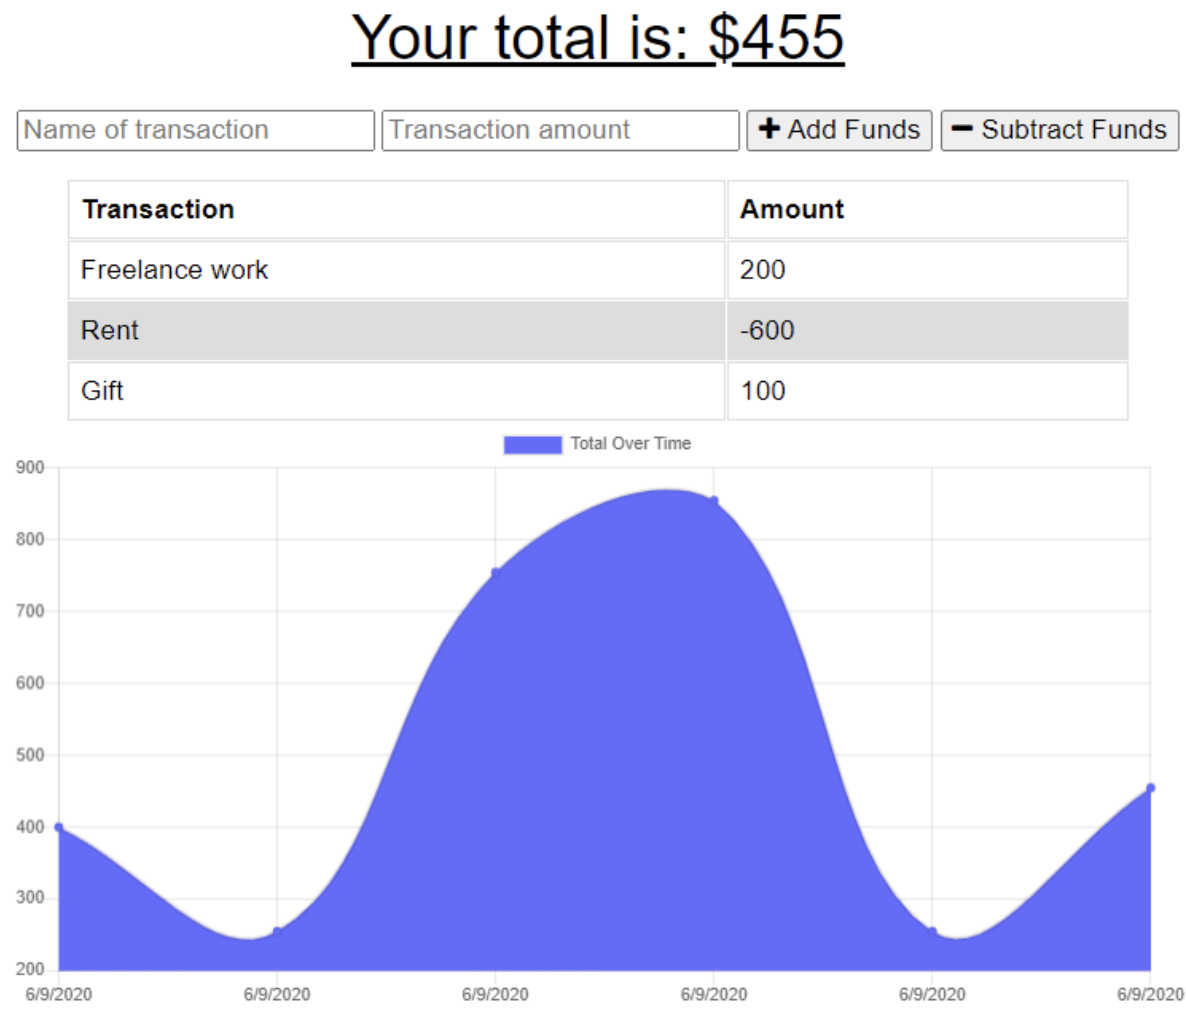 Your total is: $455
Name of transaction Transaction amount Add Funds Subtract Funds
Transaction Amount
Freelance work 200
Rent -600
Gift 100
Total Over Time
900
800
700
600
500
400
300
200
6/9/2020 6/9/2020 6/9/2020 6/9/2020 6/9/2020 6/9/2020